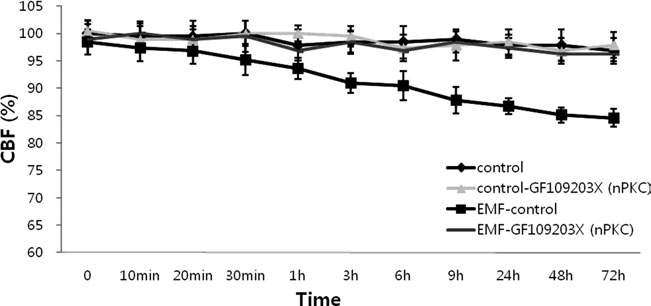 105
100
95
90
85
80
75
70
65
60
CBF (%)
control
control-GF109203X (nPKC)
EMF-control
EMF-GF109203X (nPKC)
0 10min 20min 30min 1h 3h 6h 9h 24h 48h 72h
Time